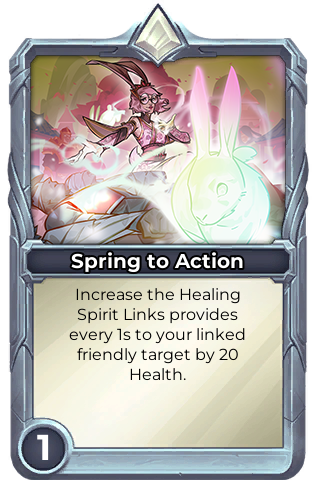 Spring to Action
Increase the Healing
Spirit Links provides
every 1s to your linked
friendly target by 20
Health.
1